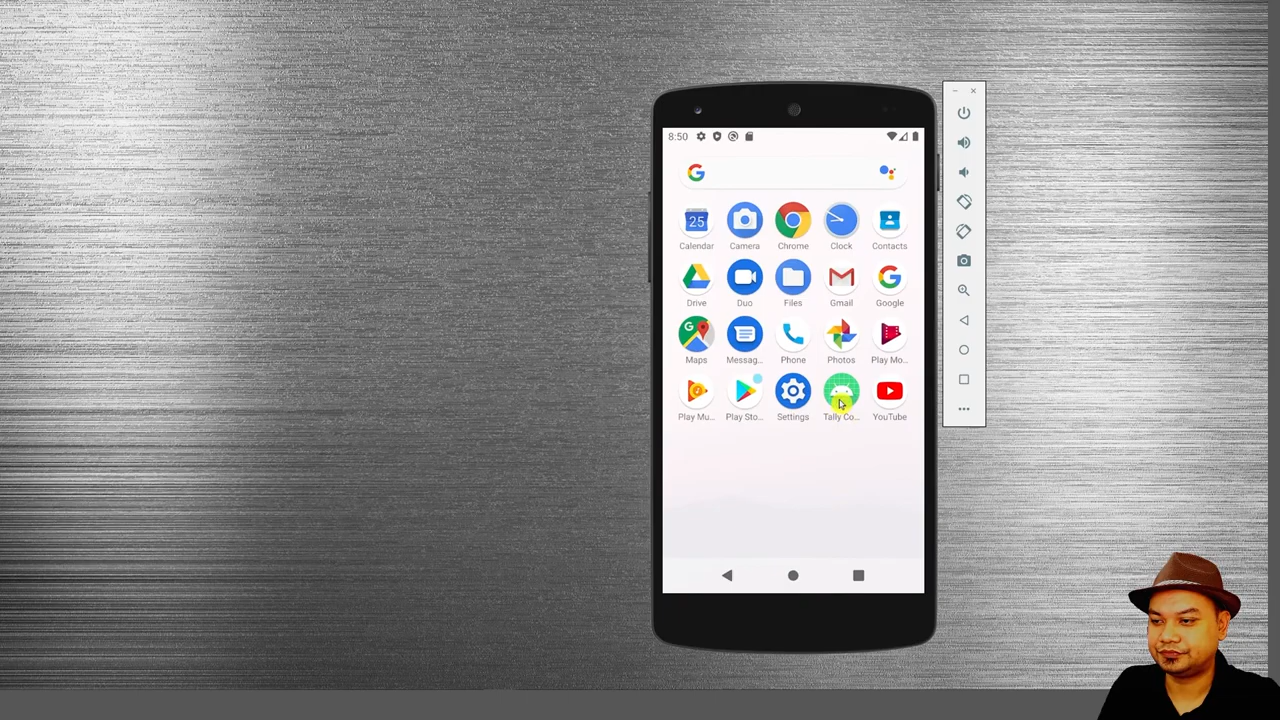 8:50
25
Calendar Camera Chrome Clock Contacts
Drive Duo Files Gmail Google
Maps Messag... Phone Photos Play Mo...
Play Mu... Play Sto... Settings Tally Co... YouTube